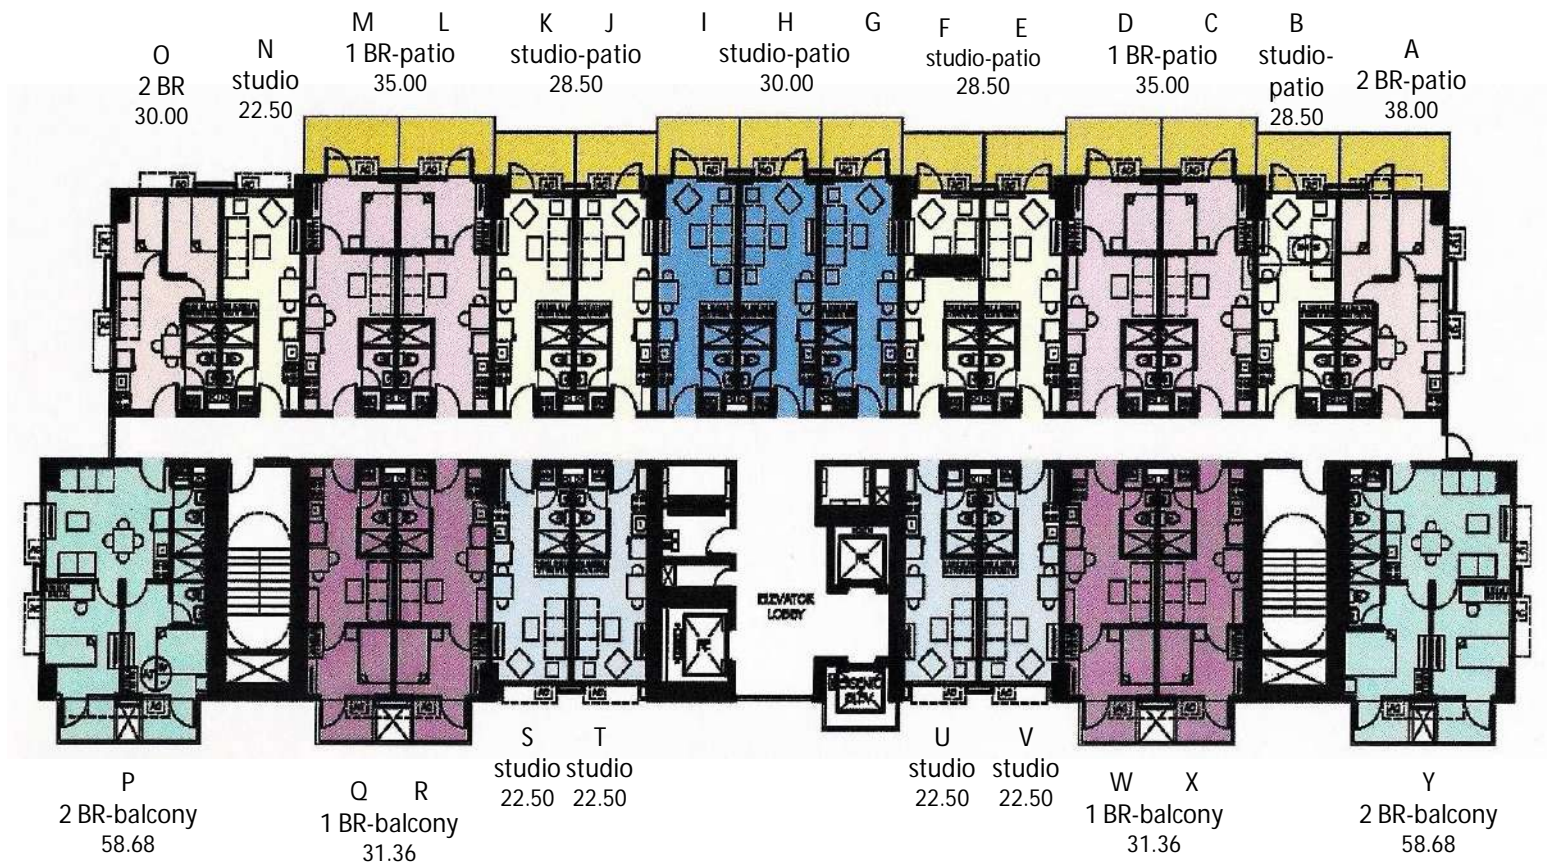 M L
1 BR-patio
35.00
K J
studio-patio
28.50
I H G
studio-patio
30.00
F E
studio-patio
28.50
D C
1 BR-patio
35.00
B
studio-
patio
28.50
A
2 BR-patio
38.00
O
2 BR
30.00
N
studio
22.50
ELEVATOR
LOBBY
P
2 BR-balcony
58.68
Q R
1 BR-balcony
31.36
S
studio
22.50
T
studio
22.50
U
studio
22.50
V
studio
22.50
W X
1 BR-balcony
31.36
Y
2 BR-balcony
58.68